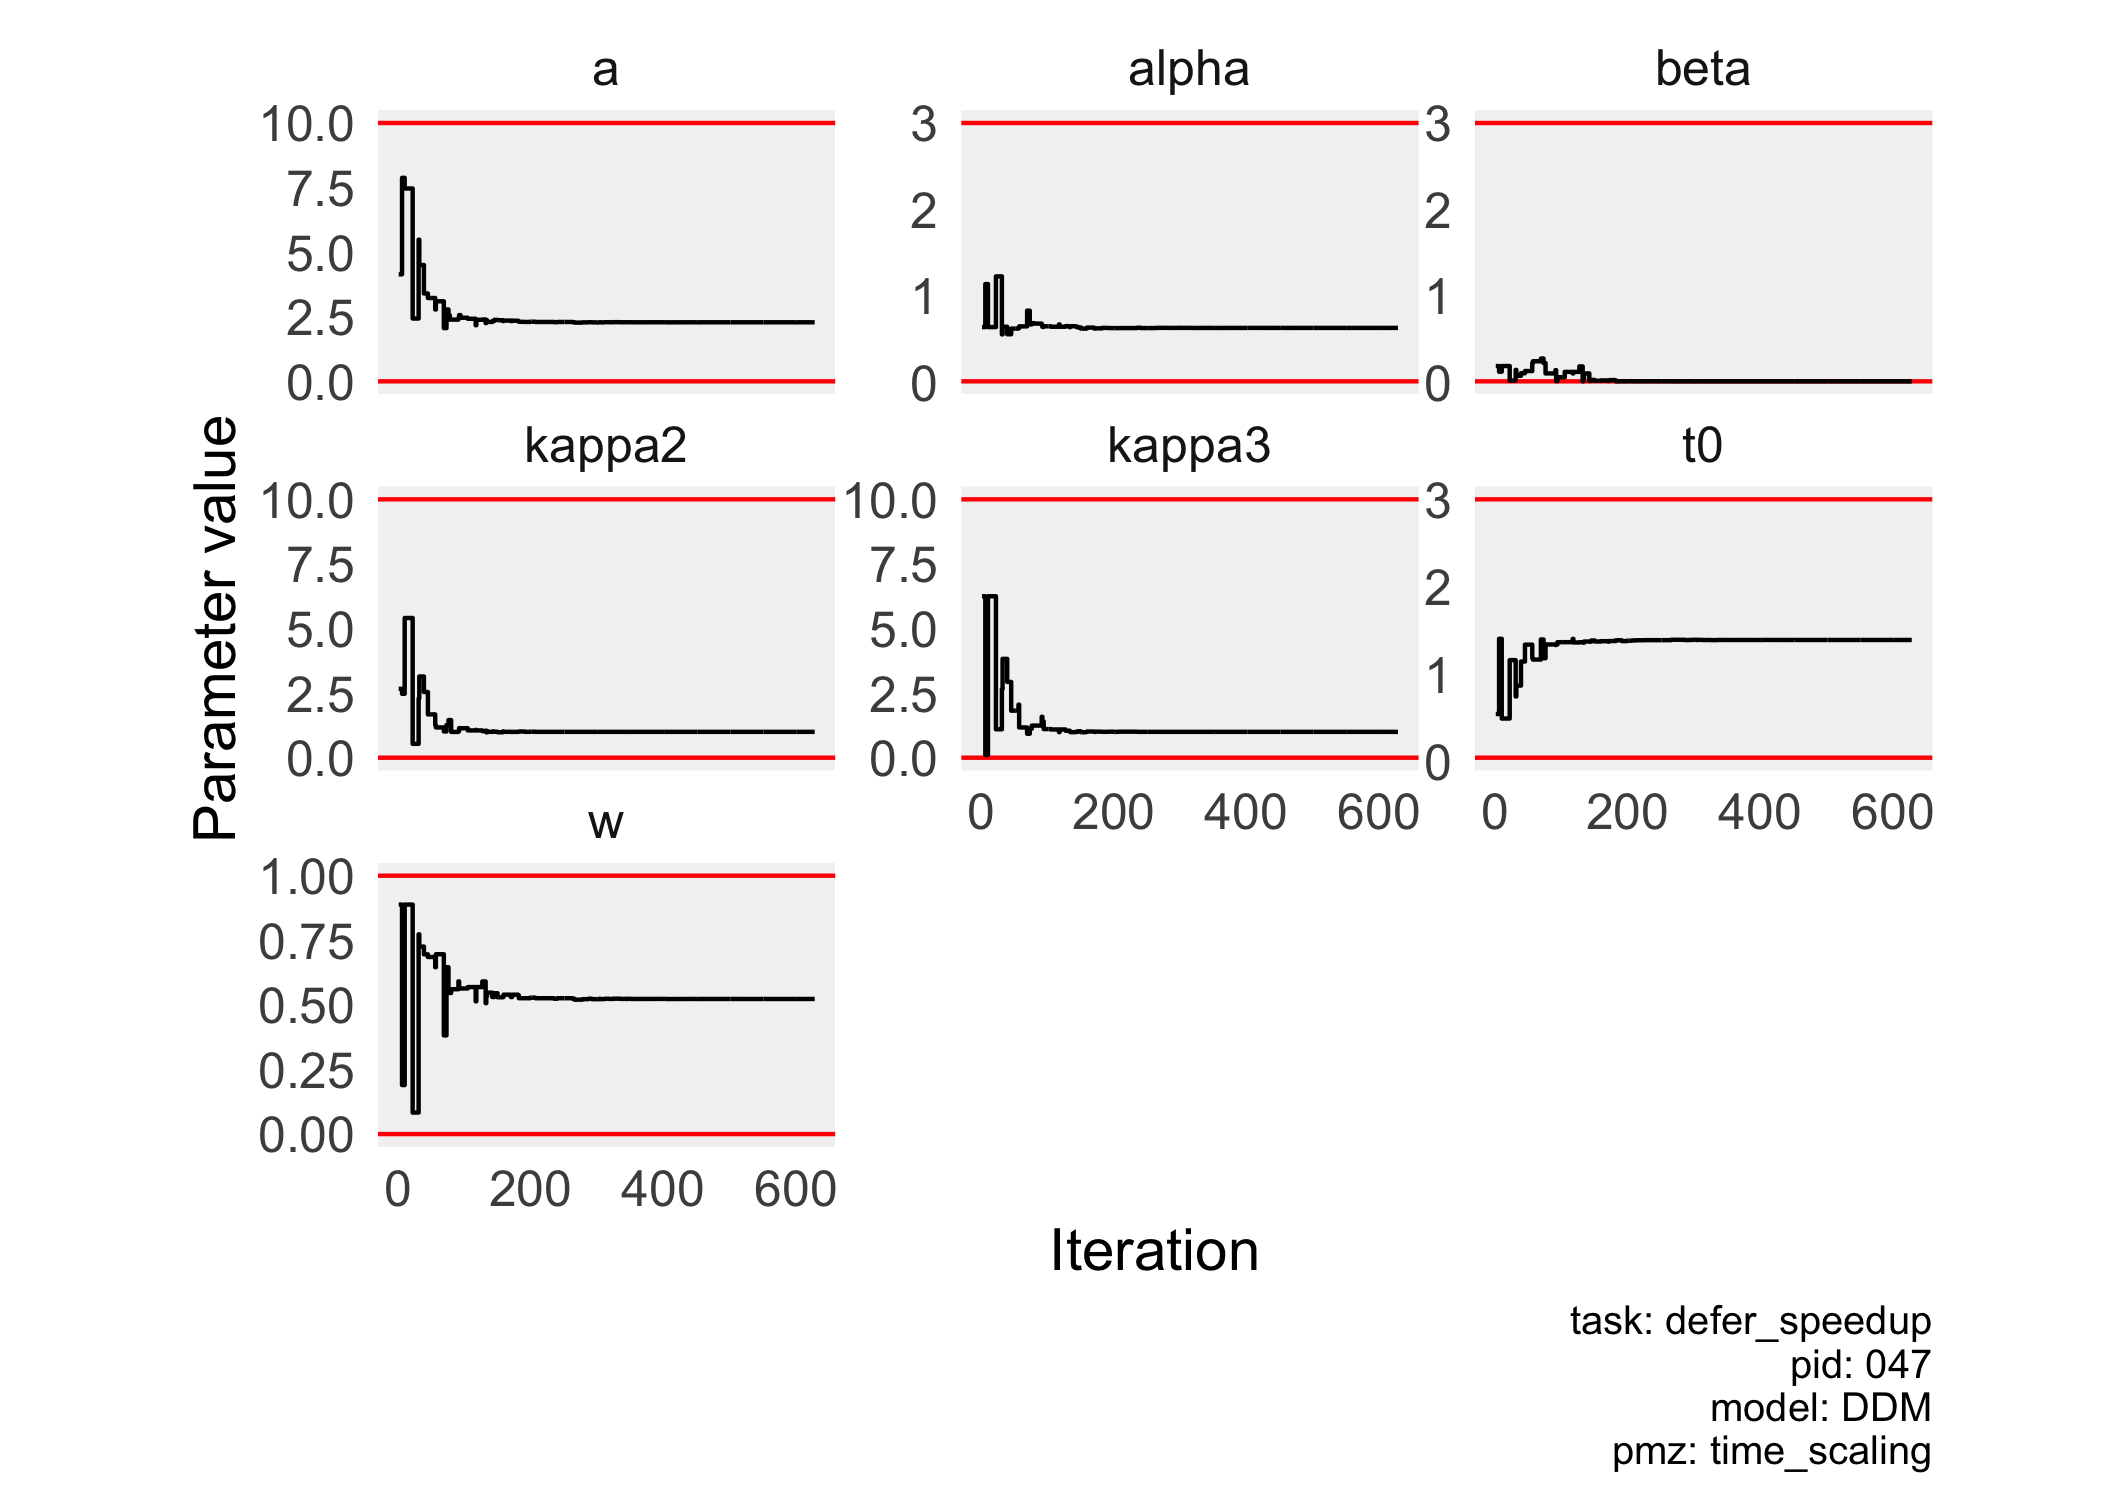 a alpha beta
10.0 3 3
7.5 2 2
5.0 1 1
2.5 0 0
0.0
kappa2 kappa3 t0
10.0 10.0 3
7.5 7.5 2
5.0 5.0 1
2.5 2.5 0
0.0 0.0
0 200 400 600 0 200 400 600
w
1.00
0.75
0.50
0.25
0.00
0 200 400 600
Parameter value
Iteration
task: defer_speedup
pid: 047
model: DDM
pmz: time_scaling